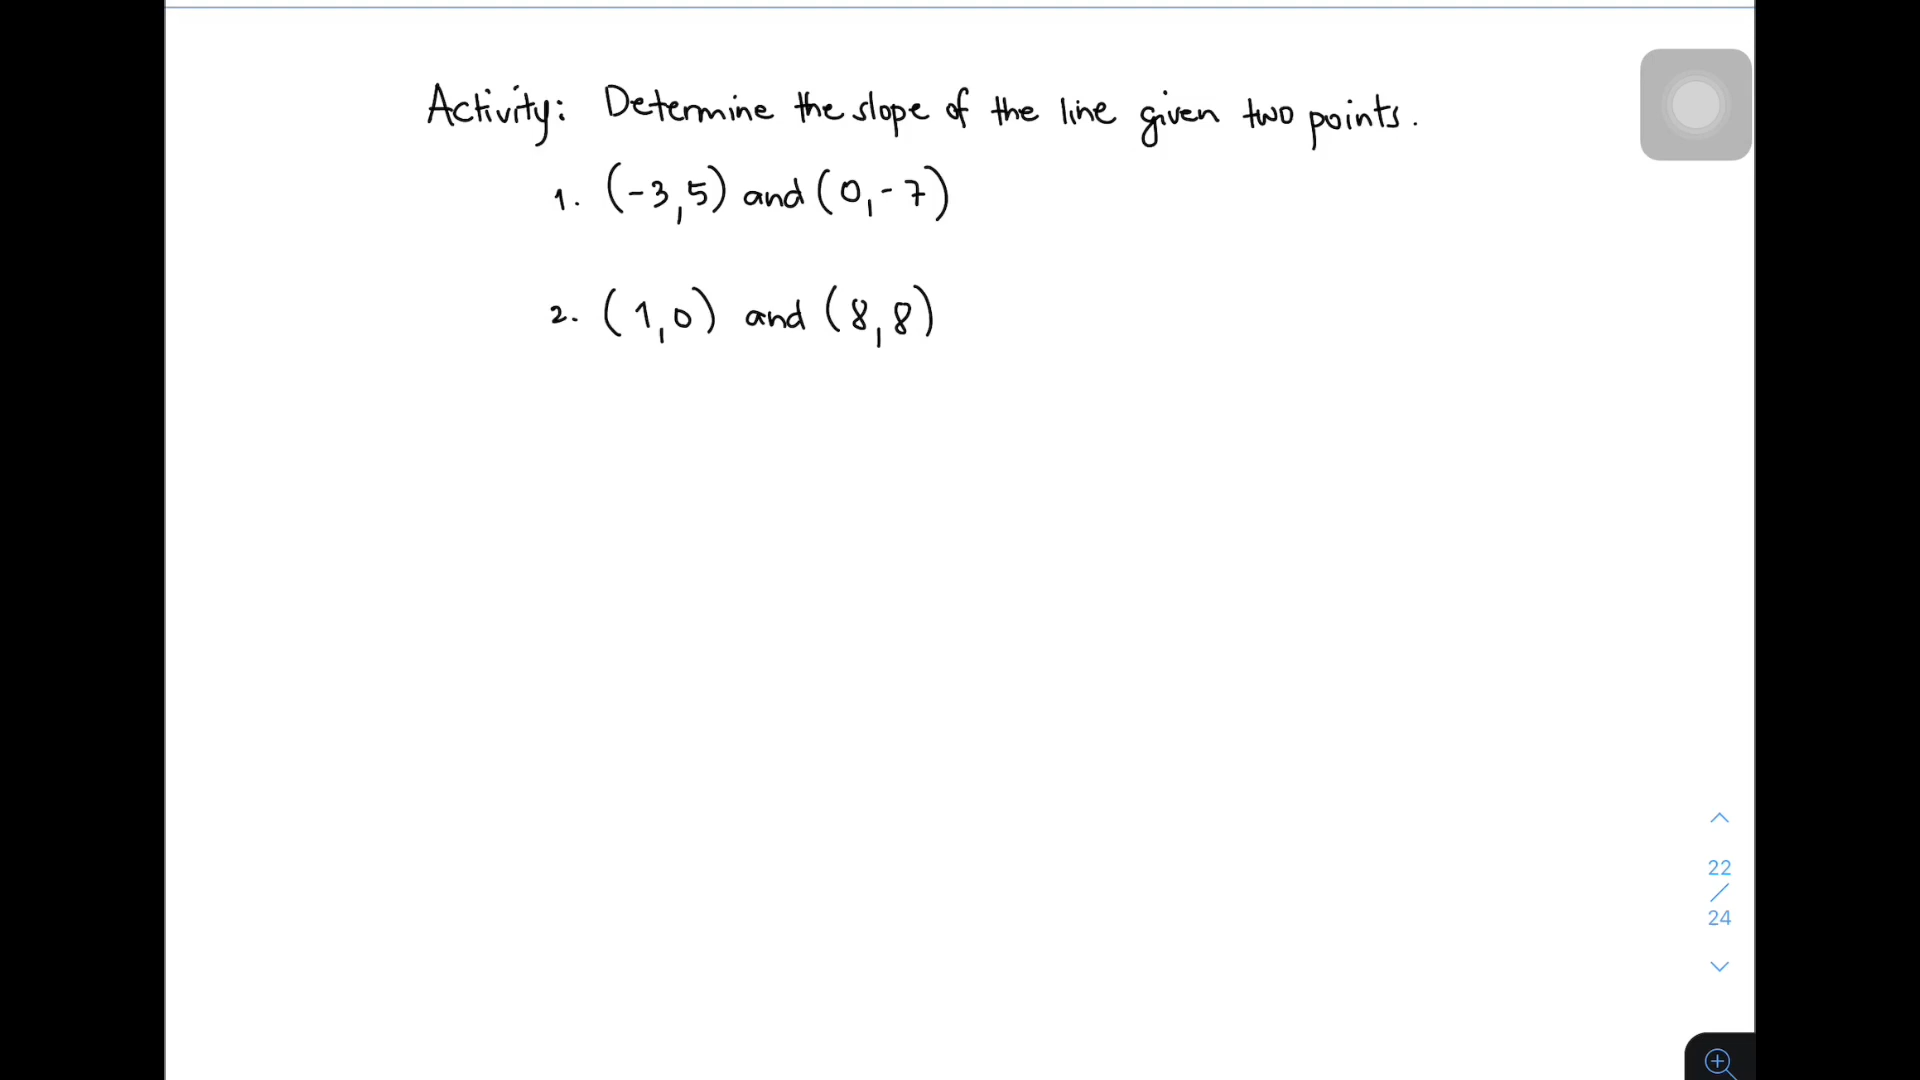 Activity: Determine the slope of the line given two points.
1. (-3,5) and (0,-7)
2. (1,0) and (8,8)
22
/
24